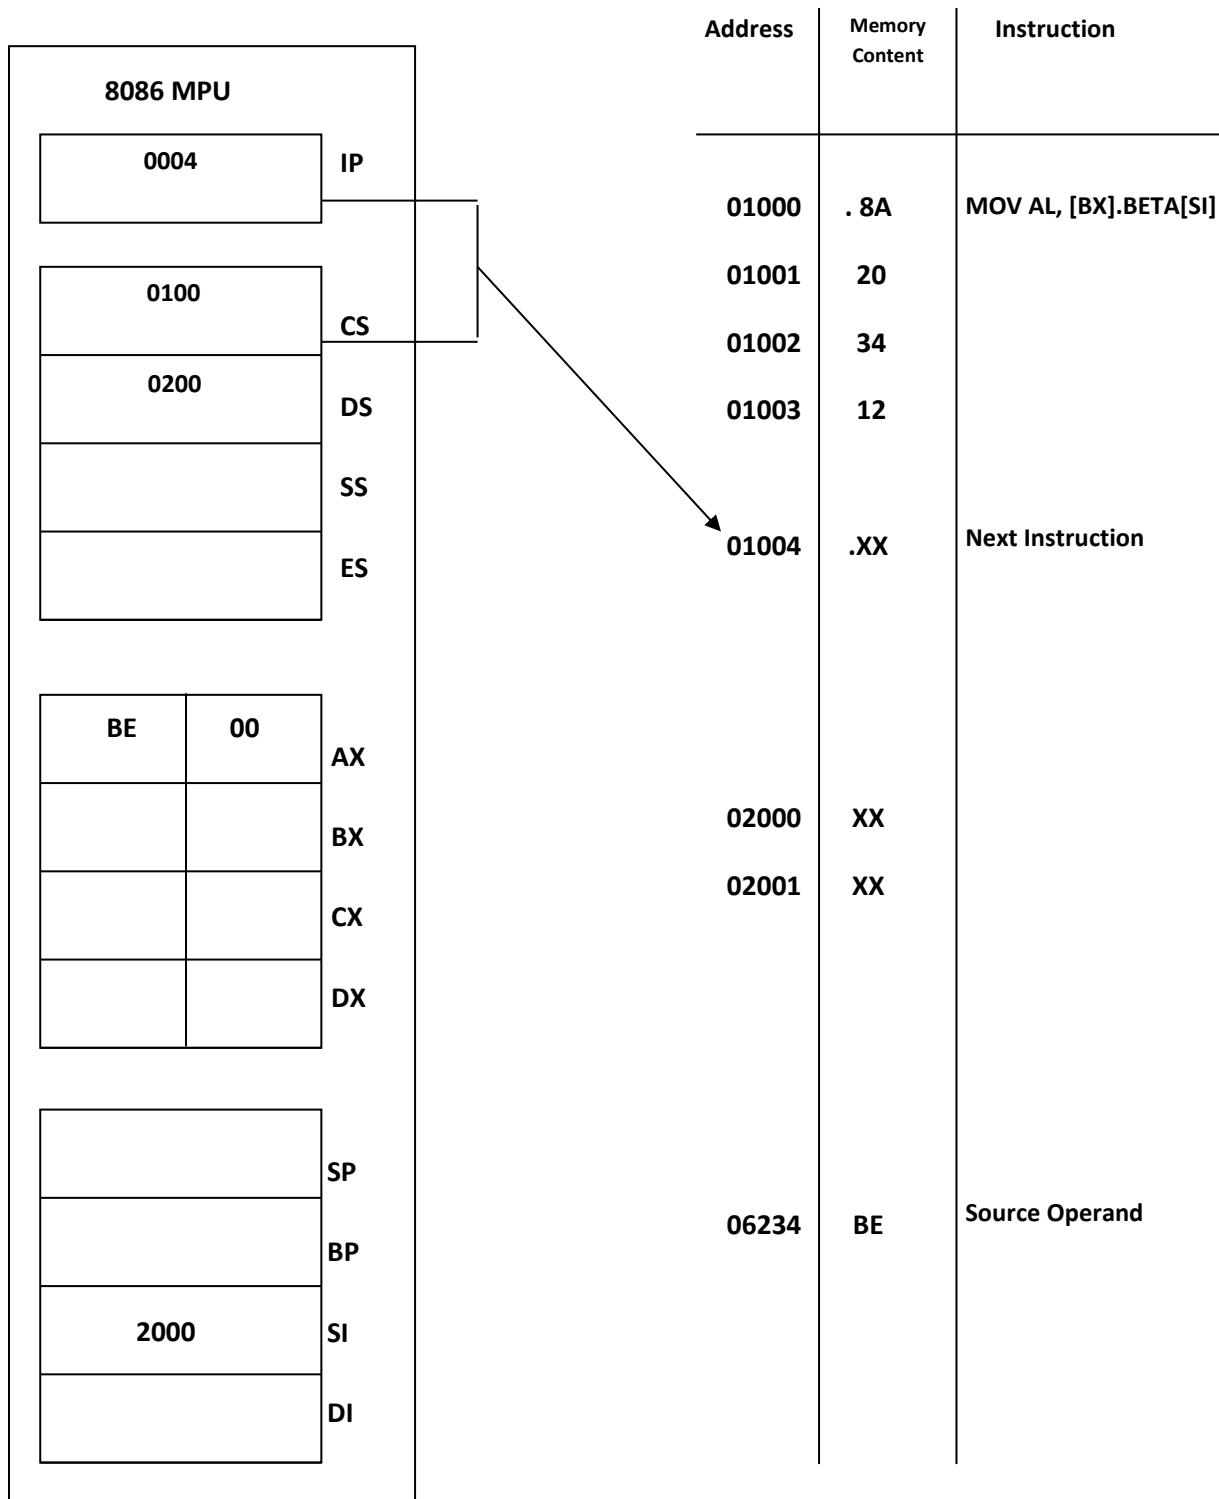 8086 MPU
0004
IP
0100
CS
0200
DS
SS
ES
BE 00
AX
BX
CX
DX
SP
BP
2000
SI
DI
Address Memory Content Instruction
01000 . 8A MOV AL, [BX].BETA[SI]
01001 20
01002 34
01003 12
01004 .XX Next Instruction
02000 XX
02001 XX
06234 BE Source Operand